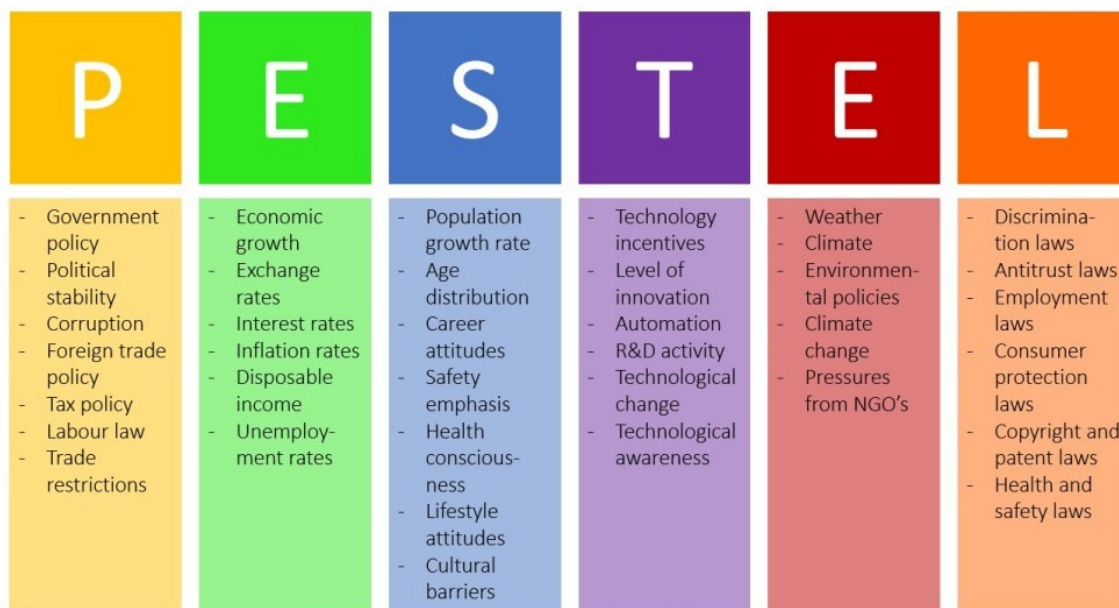 P
E
S
T
E
L
- Government
policy
- Political
stability
- Corruption
- Foreign trade
policy
- Tax policy
- Labour law
- Trade
restrictions
- Economic
growth
- Exchange
rates
- Interest rates
- Inflation rates
- Disposable
income
- Unemploy-
ment rates
- Population
growth rate
- Age
distribution
- Career
attitudes
- Safety
emphasis
- Health
conscious-
ness
- Lifestyle
attitudes
- Cultural
barriers
- Technology
incentives
- Level of
innovation
- Automation
- R&D activity
- Technological
change
- Technological
awareness
- Weather
- Climate
- Environmen-
tal policies
- Climate
change
- Pressures
from NGO's
- Discrimina-
tion laws
- Antitrust laws
- Employment
laws
- Consumer
protection
laws
- Copyright and
patent laws
- Health and
safety laws